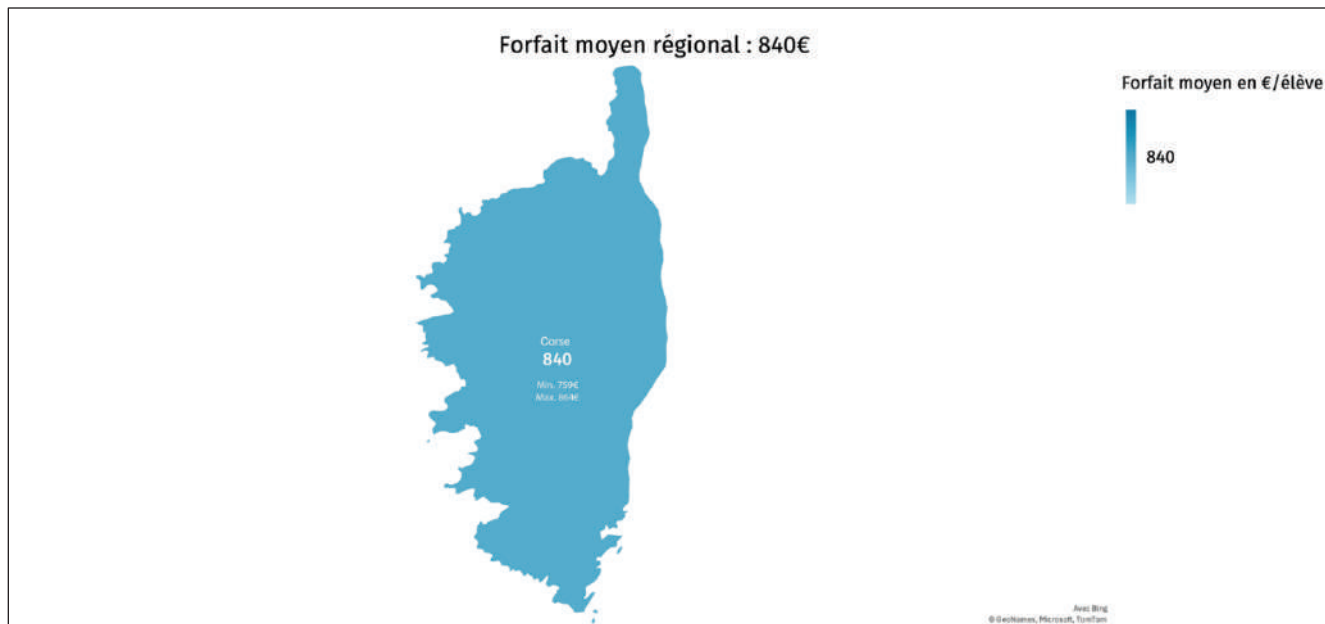 Forfait moyen régional : 840€
Forfait moyen en €/élève
840
Corse
840
Min. 759€
Max. 864€
Avec Bing
© GeoNames, Microsoft, TomTom